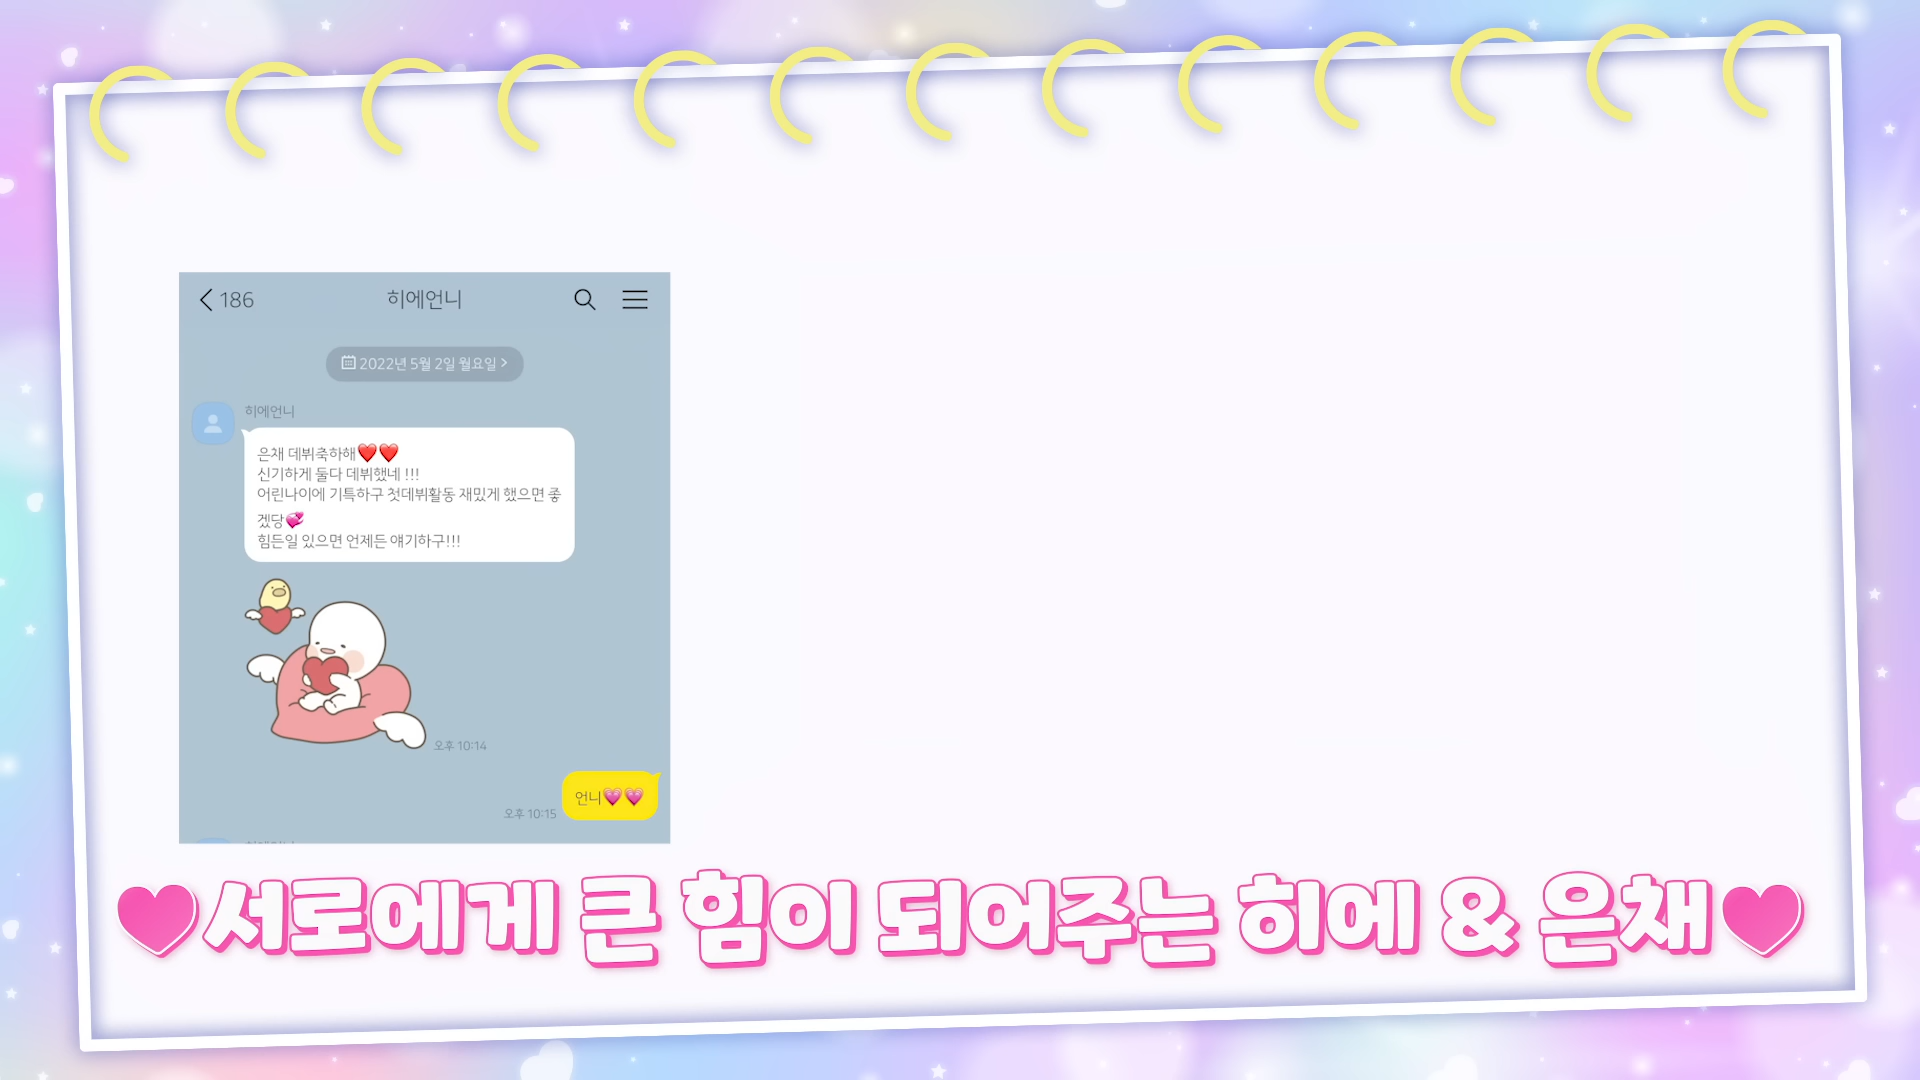 186
히에언니
2022년 5월 2일 월요일 >
히에언니
은채 데뷔축하해❤️❤️
신기하게 둘다 데뷔했네 !!!
어린나이에 기특하구 첫데뷔활동 재밌게 했으면 좋
겠당💞
힘든일 있으면 언제든 얘기하구!!!
오후 10:14
언니💗💗
오후 10:15
서로에게 큰 힘이 되어주는 히에 & 은채